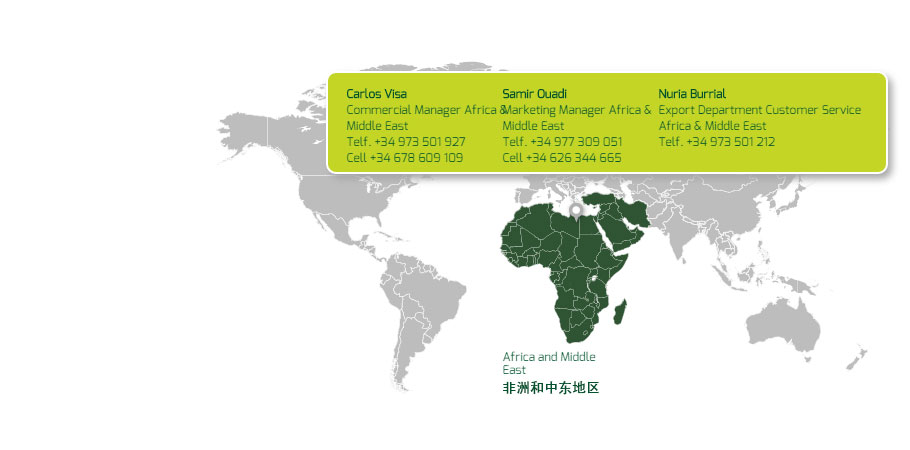 Carlos Visa
Commercial Manager Africa &
Middle East
Telf. +34 973 501 927
Cell +34 678 609 109
Samir Ouadi
Marketing Manager Africa &
Middle East
Telf. +34 977 309 051
Cell +34 626 344 665
Nuria Burrial
Export Department Customer Service
Africa & Middle East
Telf. +34 973 501 212
Africa and Middle
East
非洲和中东地区